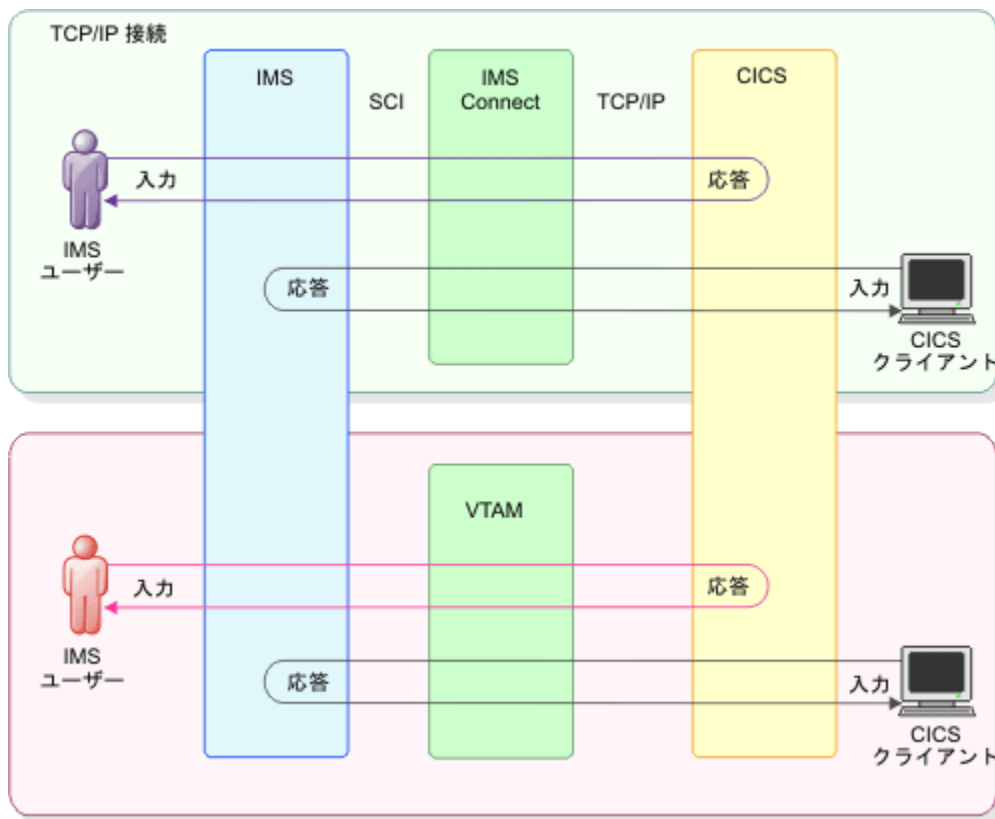 TCP/IP 接続
IMS
SCI
IMS
Connect
TCP/IP
CICS
入力
応答
IMS
ユーザー
応答
入力
CICS
クライアント
VTAM
入力
応答
IMS
ユーザー
応答
入力
CICS
クライアント